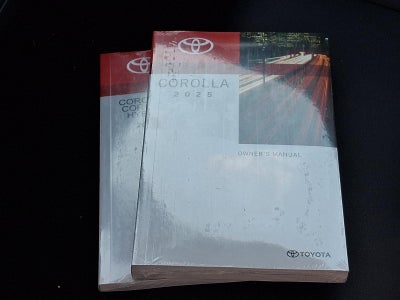 COROLLA
2025
OWNER'S MANUAL
TOYOTA
CORO
COR
HY